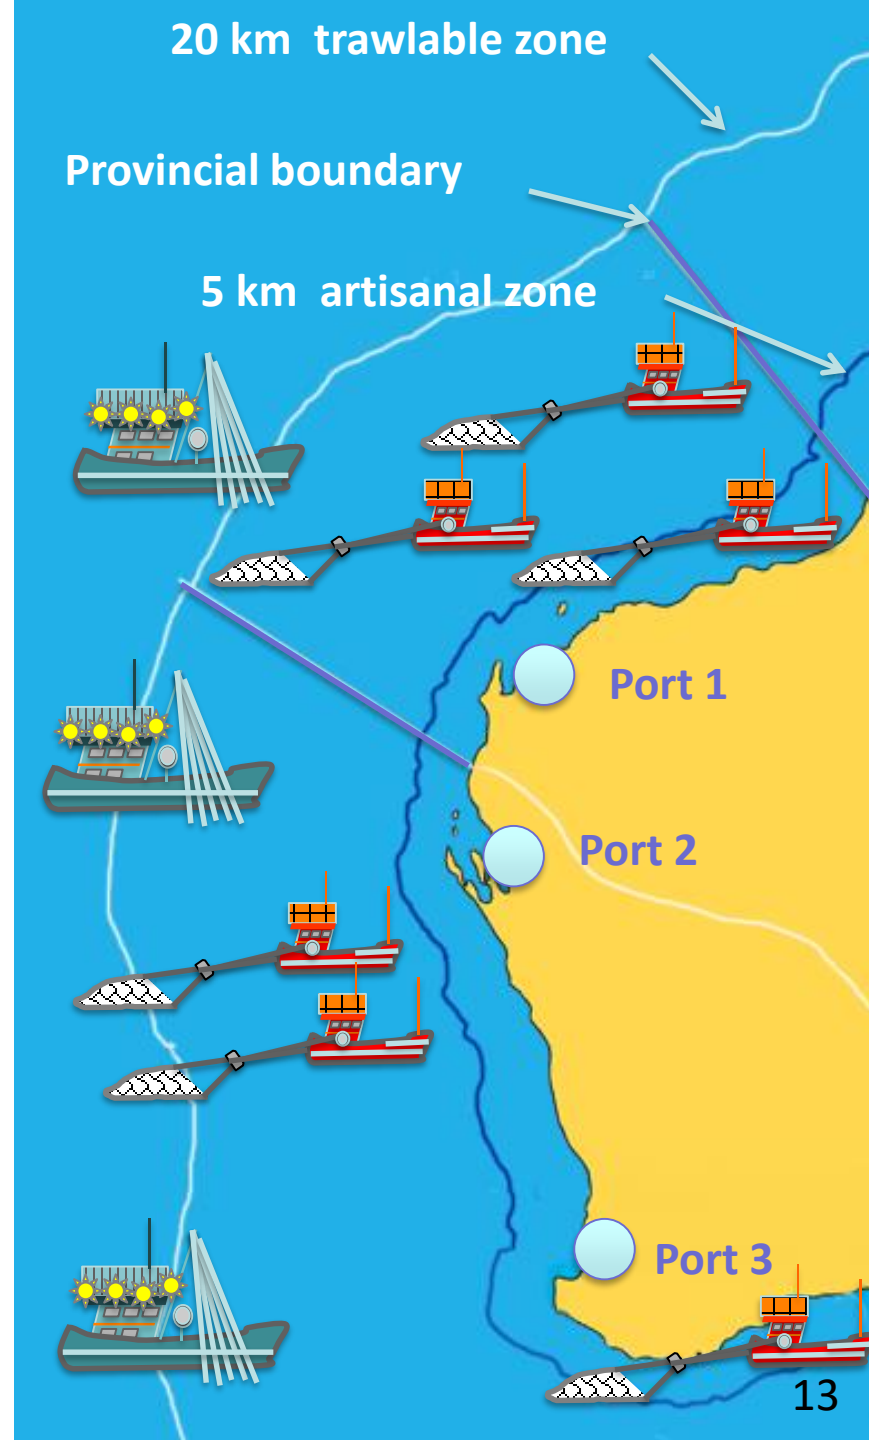 20 km  trawlable zone
Provincial boundary
5 km  artisanal zone
Port 1
Port 2
Port 3
13